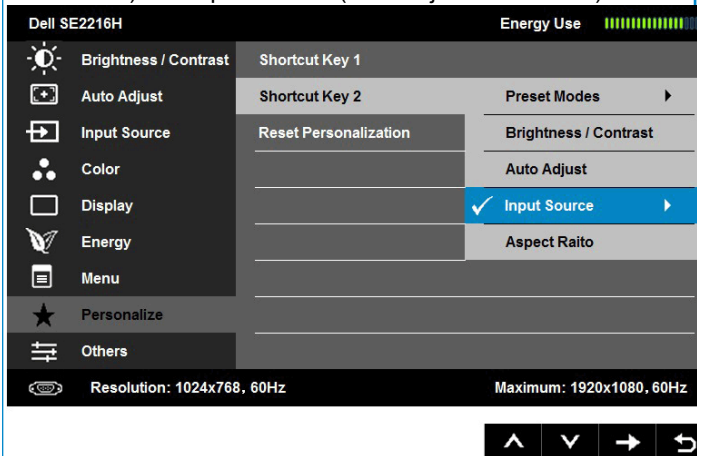 Dell SE2216H Energy Use
Brightness / Contrast Shortcut Key 1
Auto Adjust Shortcut Key 2 Preset Modes
Input Source Reset Personalization Brightness / Contrast
Color Auto Adjust
Display Input Source
Energy Aspect Raito
Menu
Personalize
Others
Resolution: 1024x768, 60Hz Maximum: 1920x1080, 60Hz